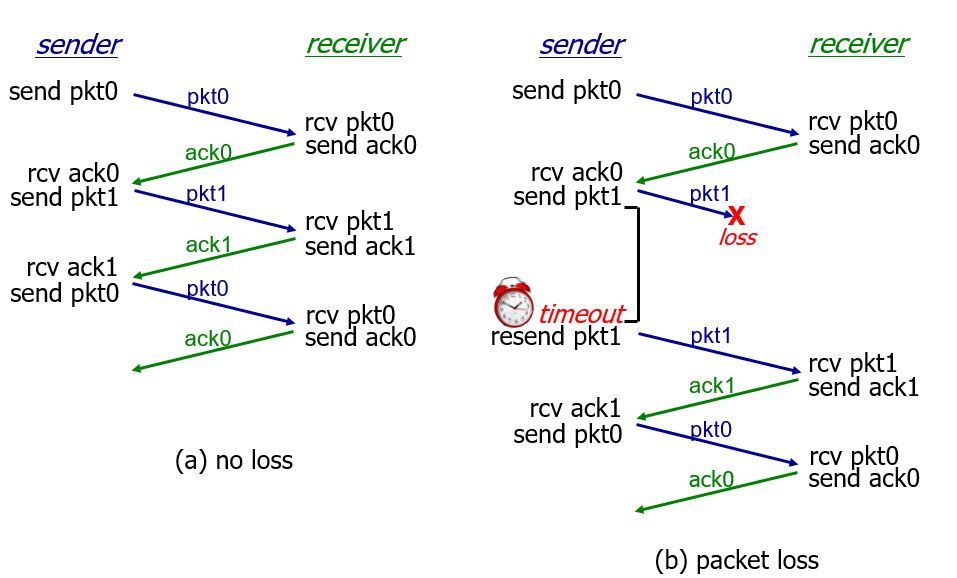 sender
receiver
send pkt0
pkt0
rcv pkt0
send ack0
ack0
rcv ack0
send pkt1
pkt1
rcv pkt1
send ack1
ack1
rcv ack1
send pkt0
pkt0
rcv pkt0
send ack0
ack0
(a) no loss
sender
receiver
send pkt0
pkt0
rcv pkt0
send ack0
ack0
rcv ack0
send pkt1
pkt1
X
loss
timeout
resend pkt1
pkt1
rcv pkt1
send ack1
ack1
rcv ack1
send pkt0
pkt0
rcv pkt0
send ack0
ack0
(b) packet loss